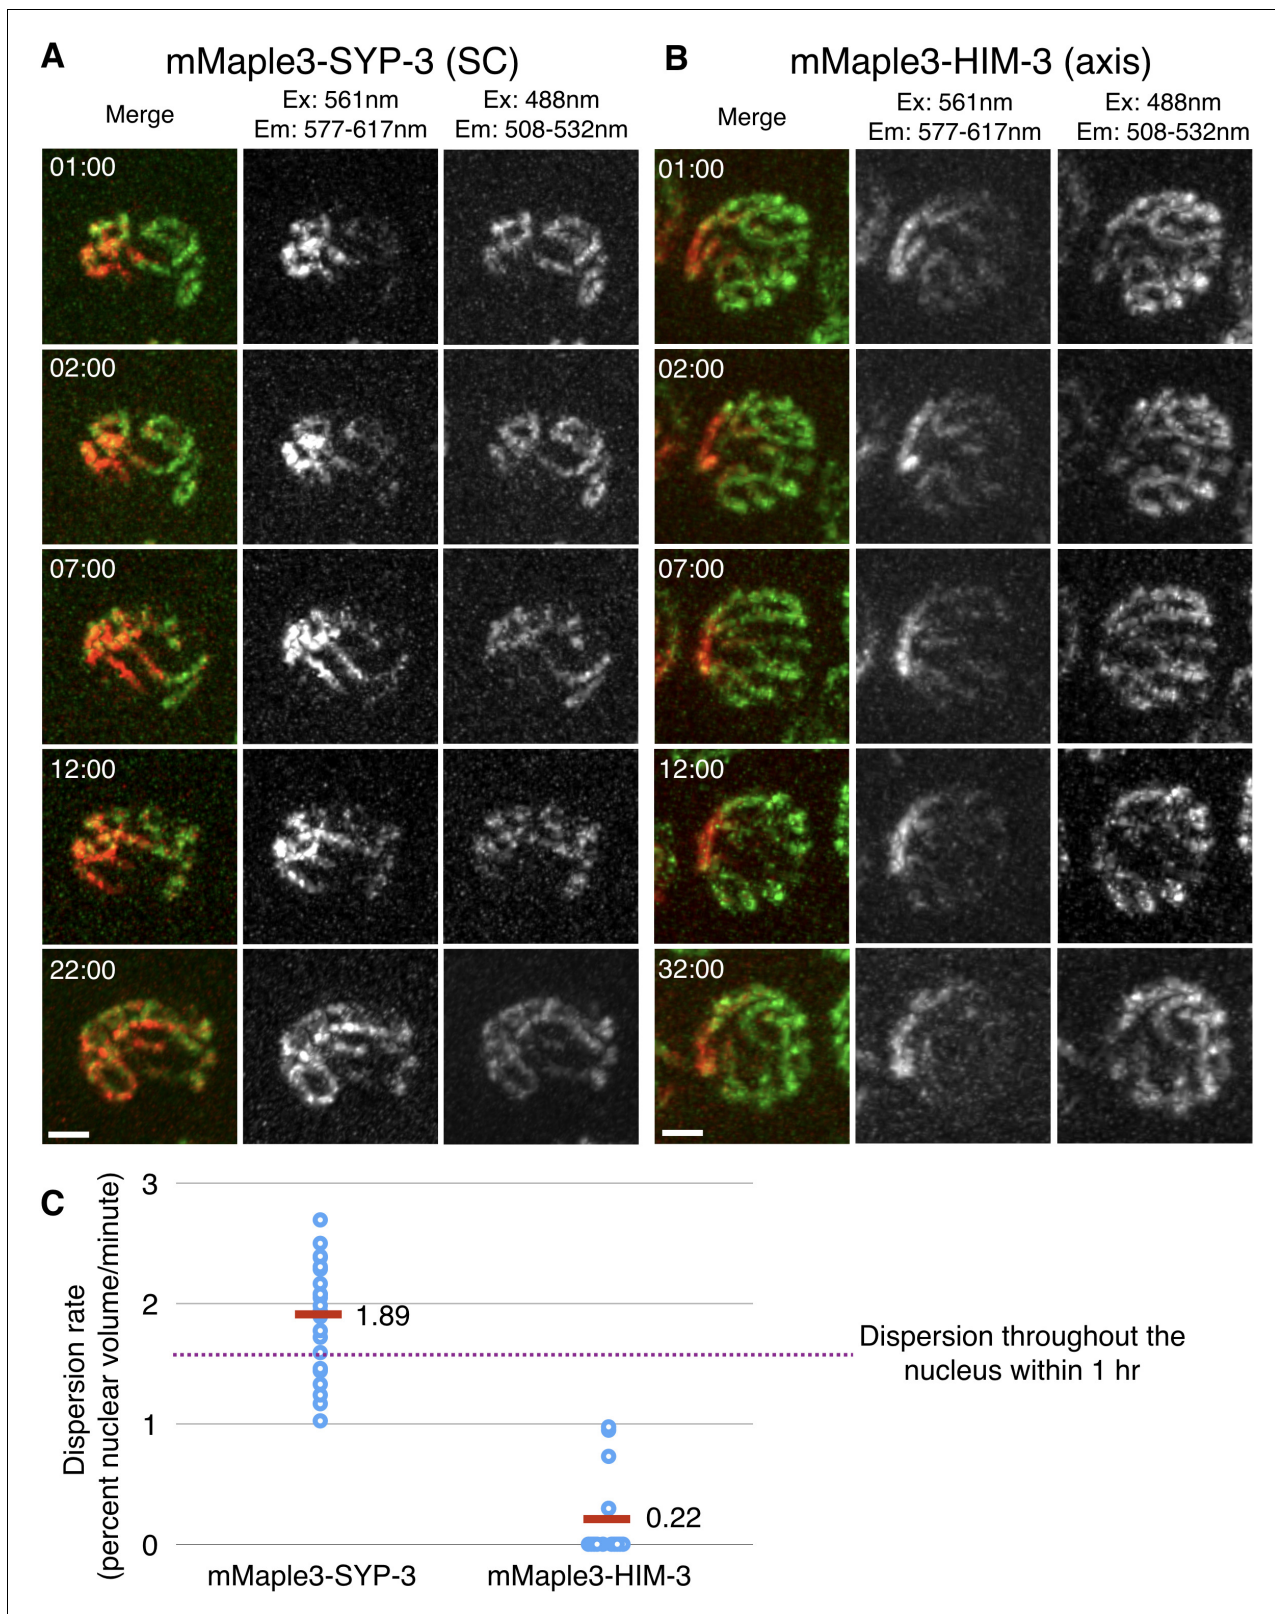 A
mMaple3-SYP-3 (SC)
Merge
Ex: 561nm
Em: 577-617nm
Ex: 488nm
Em: 508-532nm
01:00
02:00
07:00
12:00
22:00
B
mMaple3-HIM-3 (axis)
Merge
Ex: 561nm
Em: 577-617nm
Ex: 488nm
Em: 508-532nm
01:00
02:00
07:00
12:00
32:00
C
Dispersion rate
(percent nuclear volume/minute)
3
2
1
0
1.89
0.22
Dispersion throughout the
nucleus within 1 hr
mMaple3-SYP-3
mMaple3-HIM-3